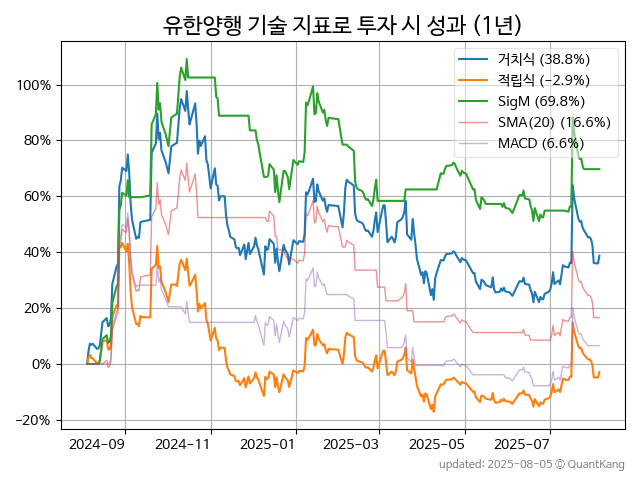 유한양행 기술 지표로 투자 시 성과 (1년)
거치식 (38.8%)
적립식 (−2.9%)
SigM (69.8%)
SMA(20) (16.6%)
MACD (6.6%)
100%
80%
60%
40%
20%
0%
−20%
2024-09
2024-11
2025-01
2025-03
2025-05
2025-07
updated: 2025-08-05 ⓒ QuantKang